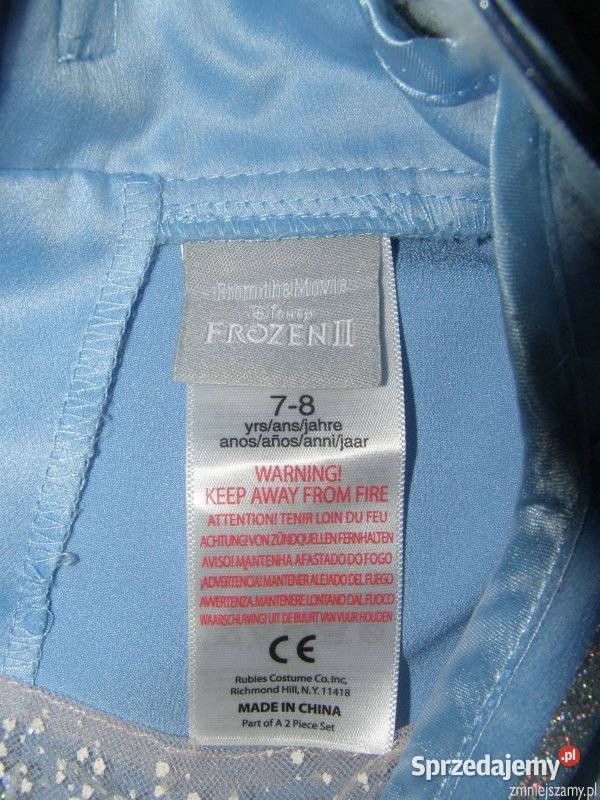 From the Movie
Disney
FROZEN II
7-8
yrs/ans/jahre
anos/años/anni/jaar
WARNING!
KEEP AWAY FROM FIRE
ATTENTION! TENIR LOIN DU FEU
ACHTUNG! VON ZÜNDQUELLEN FERNHALTEN
AVISO! MANTENHA AFASTADO DO FOGO
¡ADVERTENCIA! MANTENER ALEJADO DEL FUEGO
AVVERTENZA. MANTENERE LONTANO DAL FUOCO
WAARSCHUWING! UIT DE BUURT VAN VUUR HOUDEN
CE
Rubies Costume Co. Inc,
Richmond Hill, N.Y. 11418
MADE IN CHINA
Part of A 2 Piece Set
Sprzedajemy.pl
zmniejszamy.pl